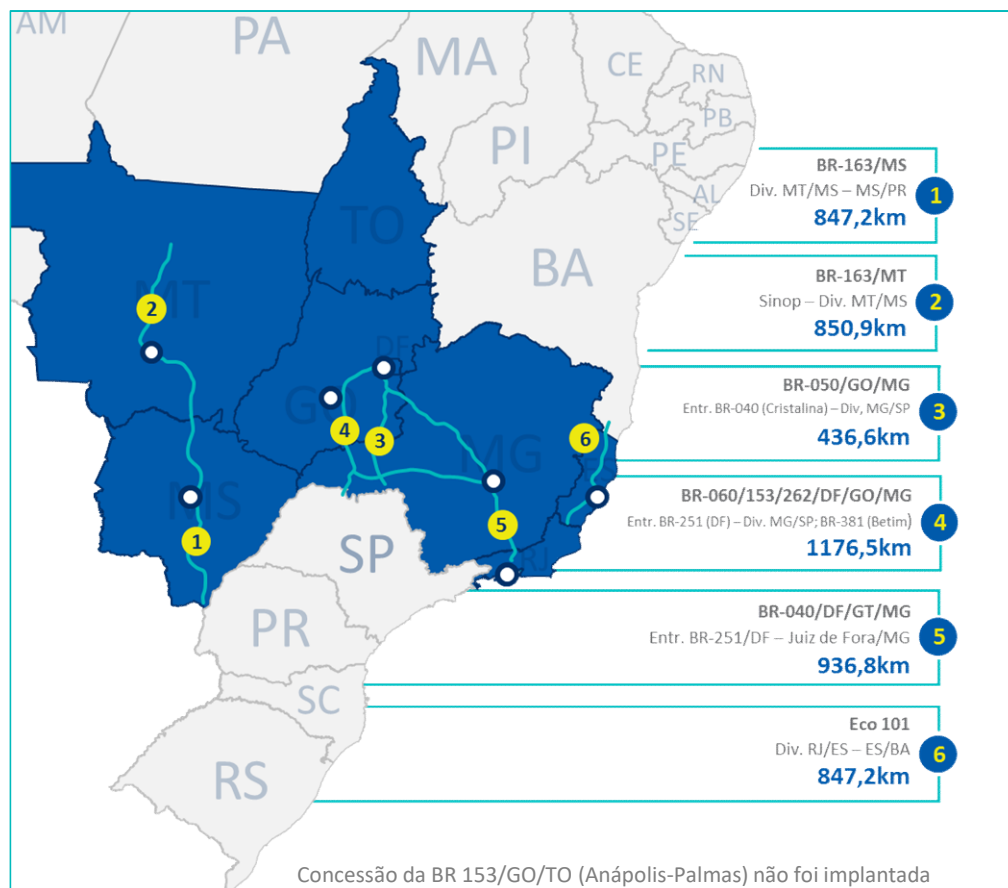 AM
PA
MA
CE
RN
PB
PI
PE
AL
SE
TO
BA
MT
2
DF
GO
4
3
MG
6
ES
MS
1
5
RJ
SP
PR
SC
RS
BR-163/MS
Div. MT/MS – MS/PR
847,2km
1
BR-163/MT
Sinop – Div. MT/MS
850,9km
2
BR-050/GO/MG
Entr. BR-040 (Cristalina) – Div, MG/SP
436,6km
3
BR-060/153/262/DF/GO/MG
Entr. BR-251 (DF) – Div. MG/SP; BR-381 (Betim)
1176,5km
4
BR-040/DF/GT/MG
Entr. BR-251/DF – Juiz de Fora/MG
936,8km
5
Eco 101
Div. RJ/ES – ES/BA
847,2km
6
Concessão da BR 153/GO/TO (Anápolis-Palmas) não foi implantada